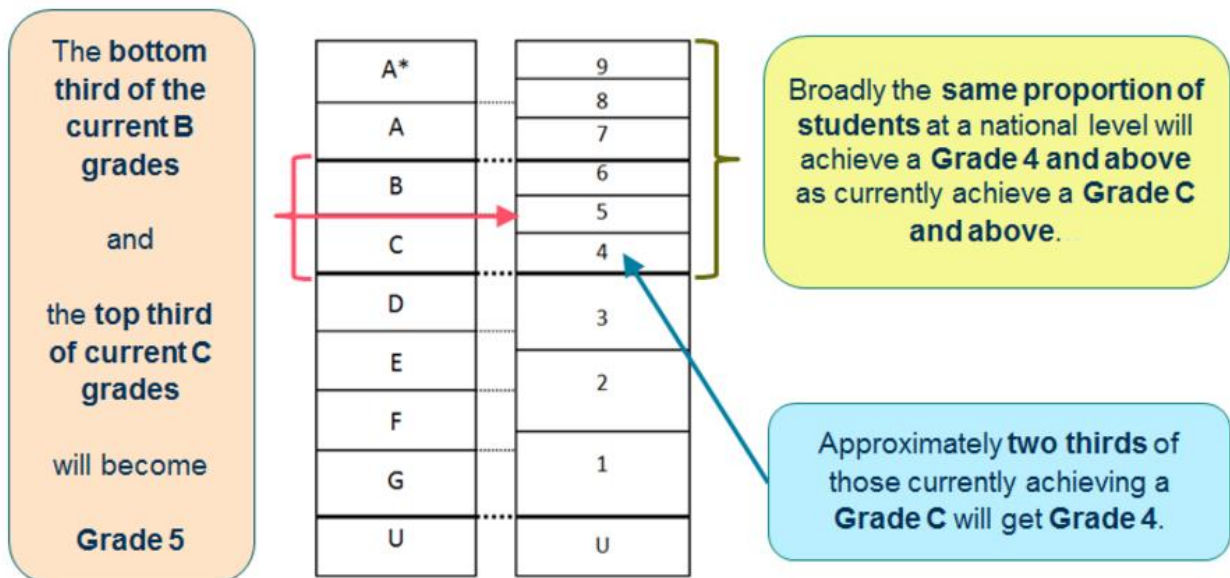 The bottom
third of the
current B
grades
and
the top third
of current C
grades
will become
Grade 5
A*
A
B
C
D
E
F
G
U
9
8
7
6
5
4
3
2
1
U
Broadly the same proportion of
students at a national level will
achieve a Grade 4 and above
as currently achieve a Grade C
and above...
Approximately two thirds of
those currently achieving a
Grade C will get Grade 4.